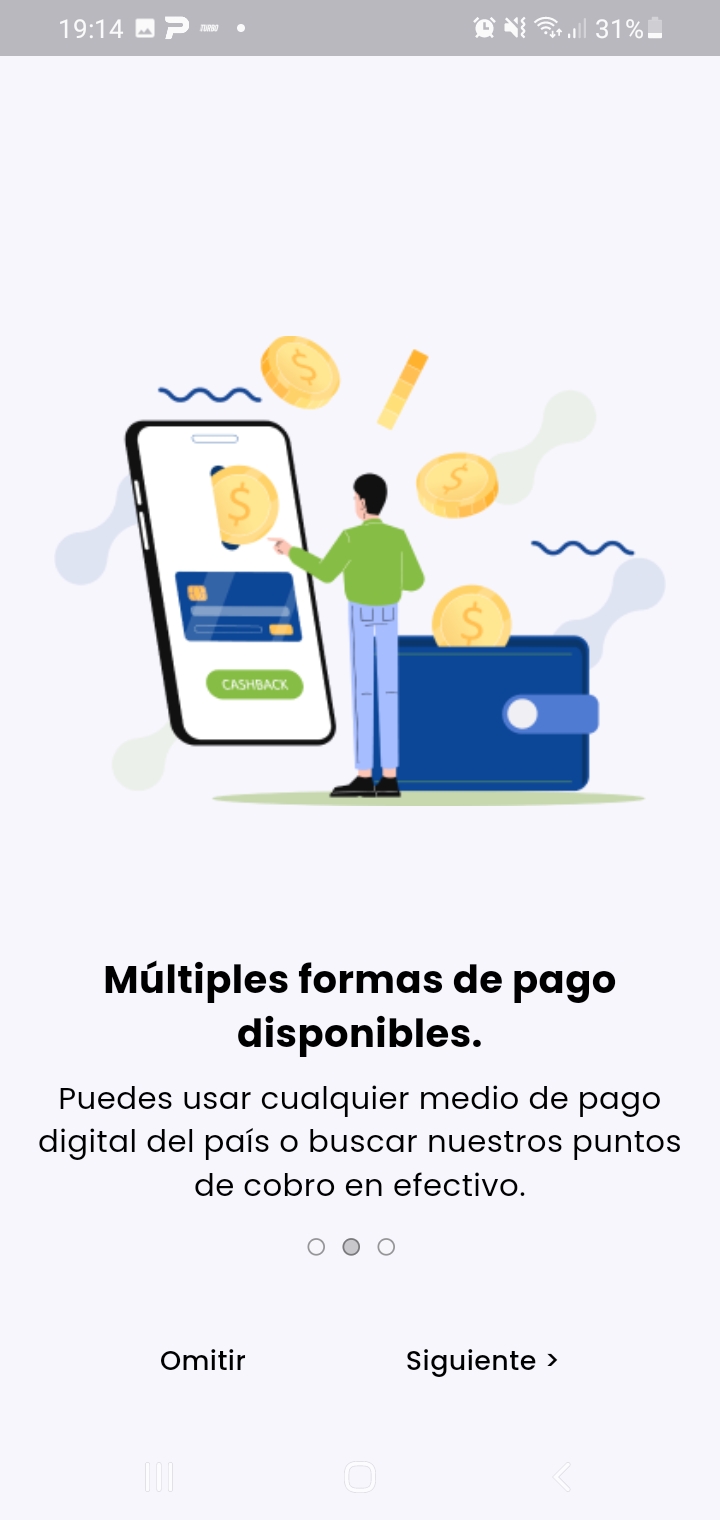 19:14 TURBO 31%
CASHBACK
Múltiples formas de pago
disponibles.
Puedes usar cualquier medio de pago
digital del país o buscar nuestros puntos
de cobro en efectivo.
Omitir Siguiente >